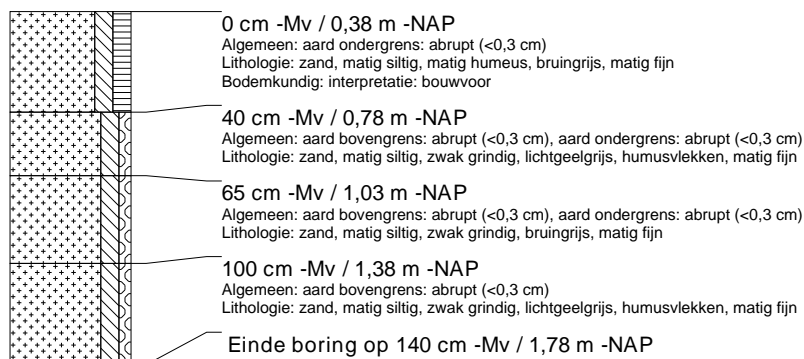 0 cm -Mv / 0,38 m -NAP
Algemeen: aard ondergrens: abrupt (<0,3 cm)
Lithologie: zand, matig siltig, matig humeus, bruingrijs, matig fijn
Bodemkundig: interpretatie: bouwvoor
40 cm -Mv / 0,78 m -NAP
Algemeen: aard bovengrens: abrupt (<0,3 cm), aard ondergrens: abrupt (<0,3 cm)
Lithologie: zand, matig siltig, zwak grindig, lichtgeelgrijs, humusvlekken, matig fijn
65 cm -Mv / 1,03 m -NAP
Algemeen: aard bovengrens: abrupt (<0,3 cm), aard ondergrens: abrupt (<0,3 cm)
Lithologie: zand, matig siltig, zwak grindig, bruingrijs, matig fijn
100 cm -Mv / 1,38 m -NAP
Algemeen: aard bovengrens: abrupt (<0,3 cm)
Lithologie: zand, matig siltig, zwak grindig, lichtgeelgrijs, humusvlekken, matig fijn
Einde boring op 140 cm -Mv / 1,78 m -NAP